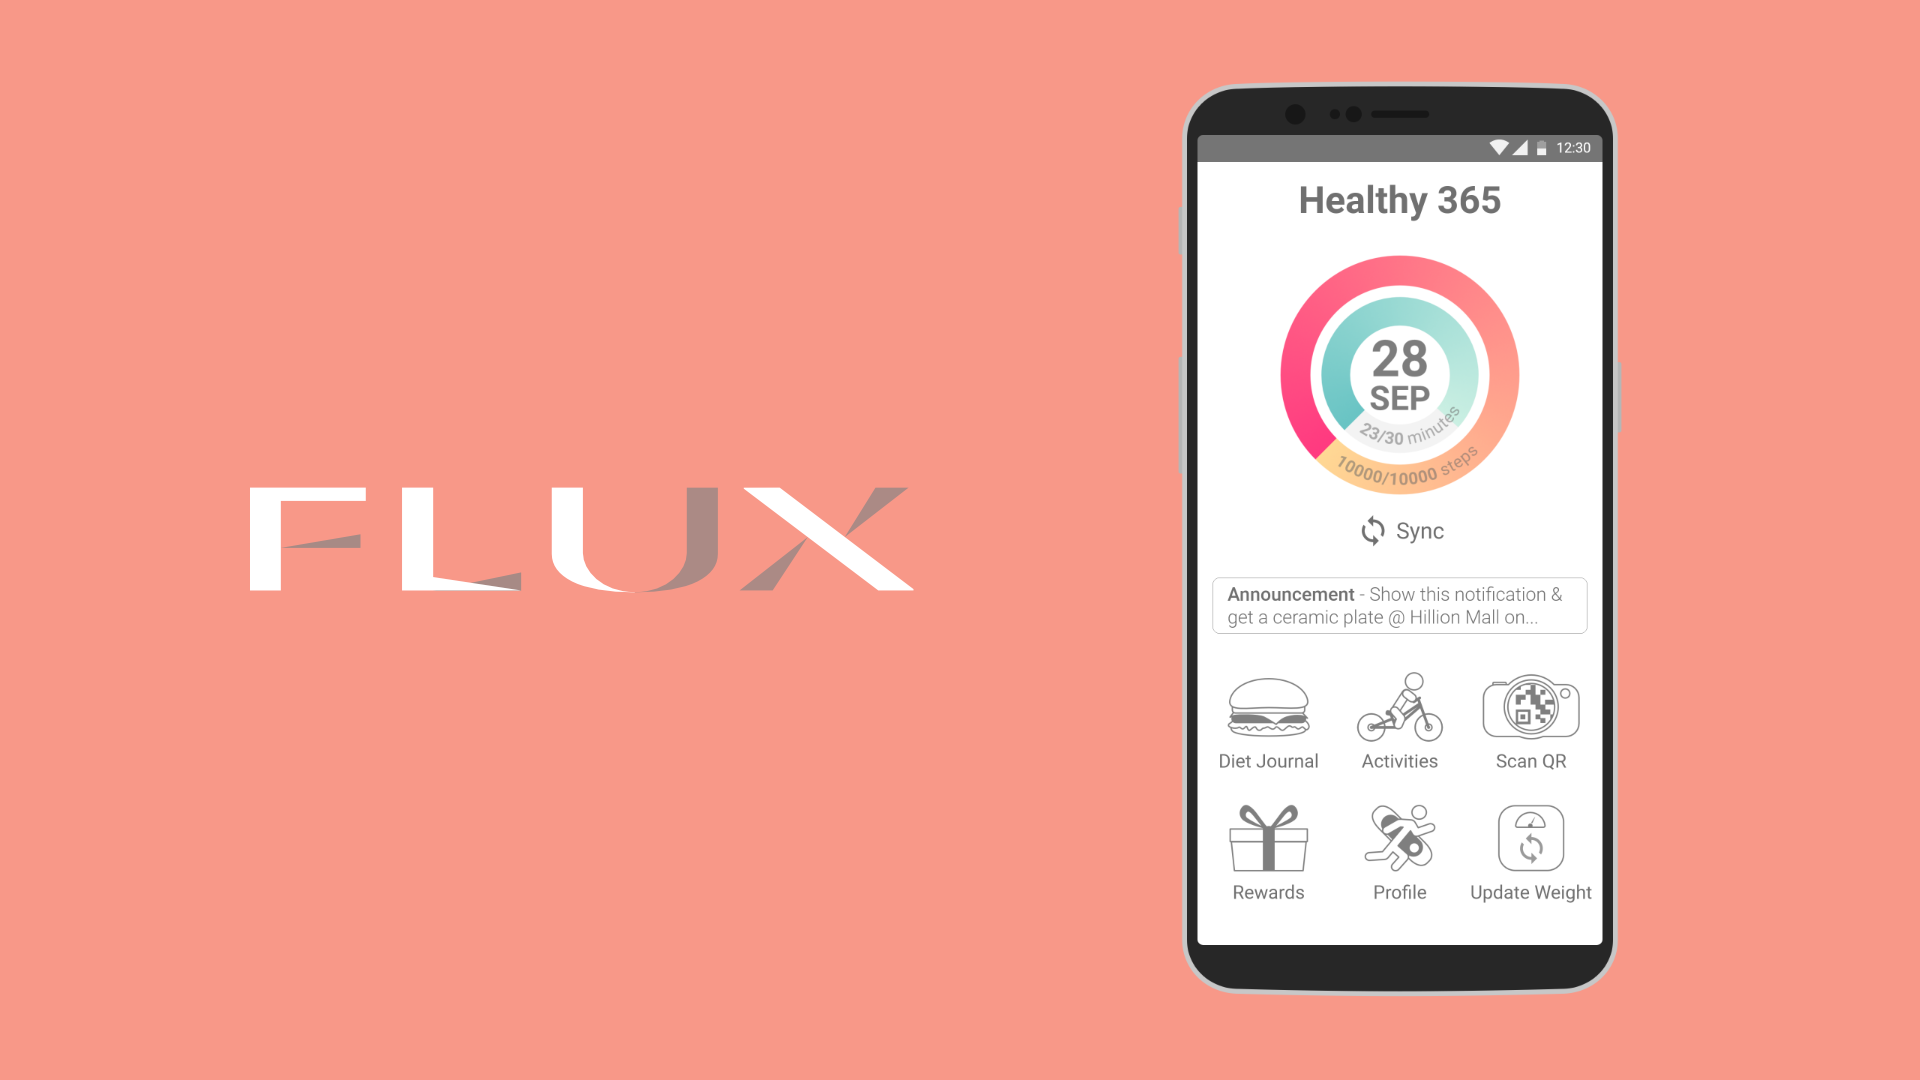 FLUX
12:30
Healthy 365
28
SEP
23/30 minutes
10000/10000 steps
Sync
Announcement - Show this notification &
get a ceramic plate @ Hillion Mall on...
Diet Journal
Activities
Scan QR
Rewards
Profile
Update Weight